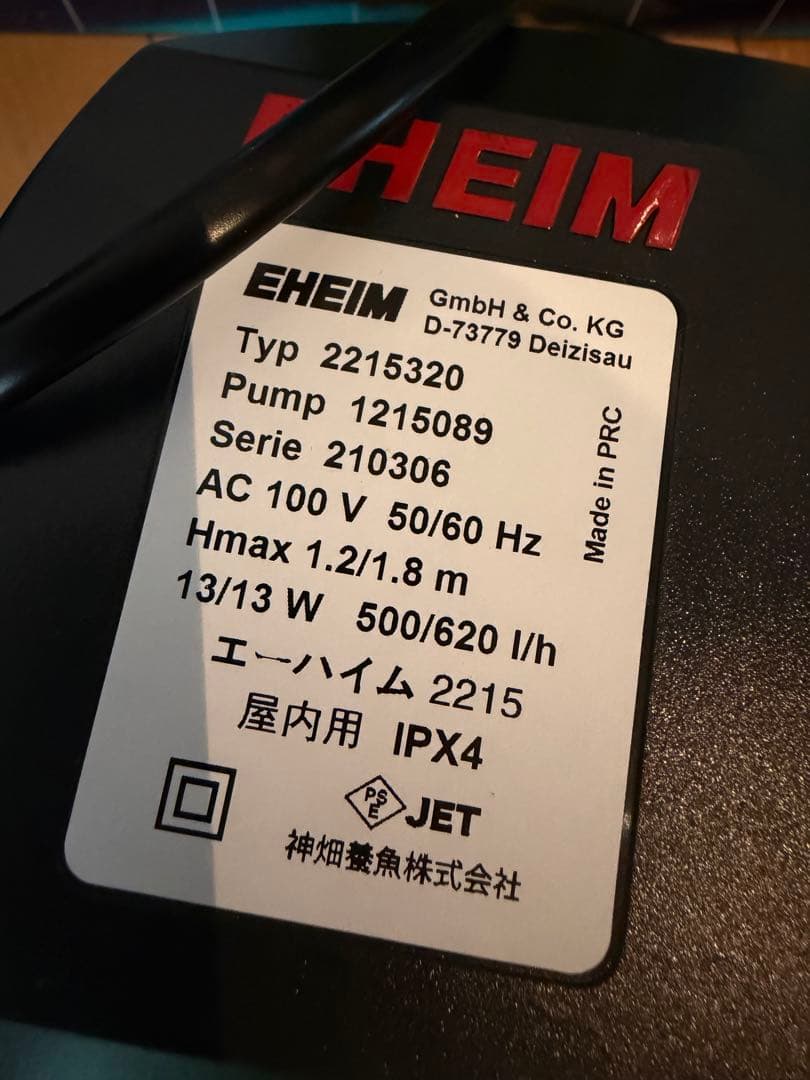 EHEIM
EHEIM GmbH & Co. KG
D-73779 Deizisau
Typ 2215320
Pump 1215089
Serie 210306
AC 100 V 50/60 Hz
Hmax 1.2/1.8 m
13/13 W 500/620 l/h
Made in PRC
エーハイム 2215
屋内用 IPX4
PS
E JET
神畑養魚株式会社